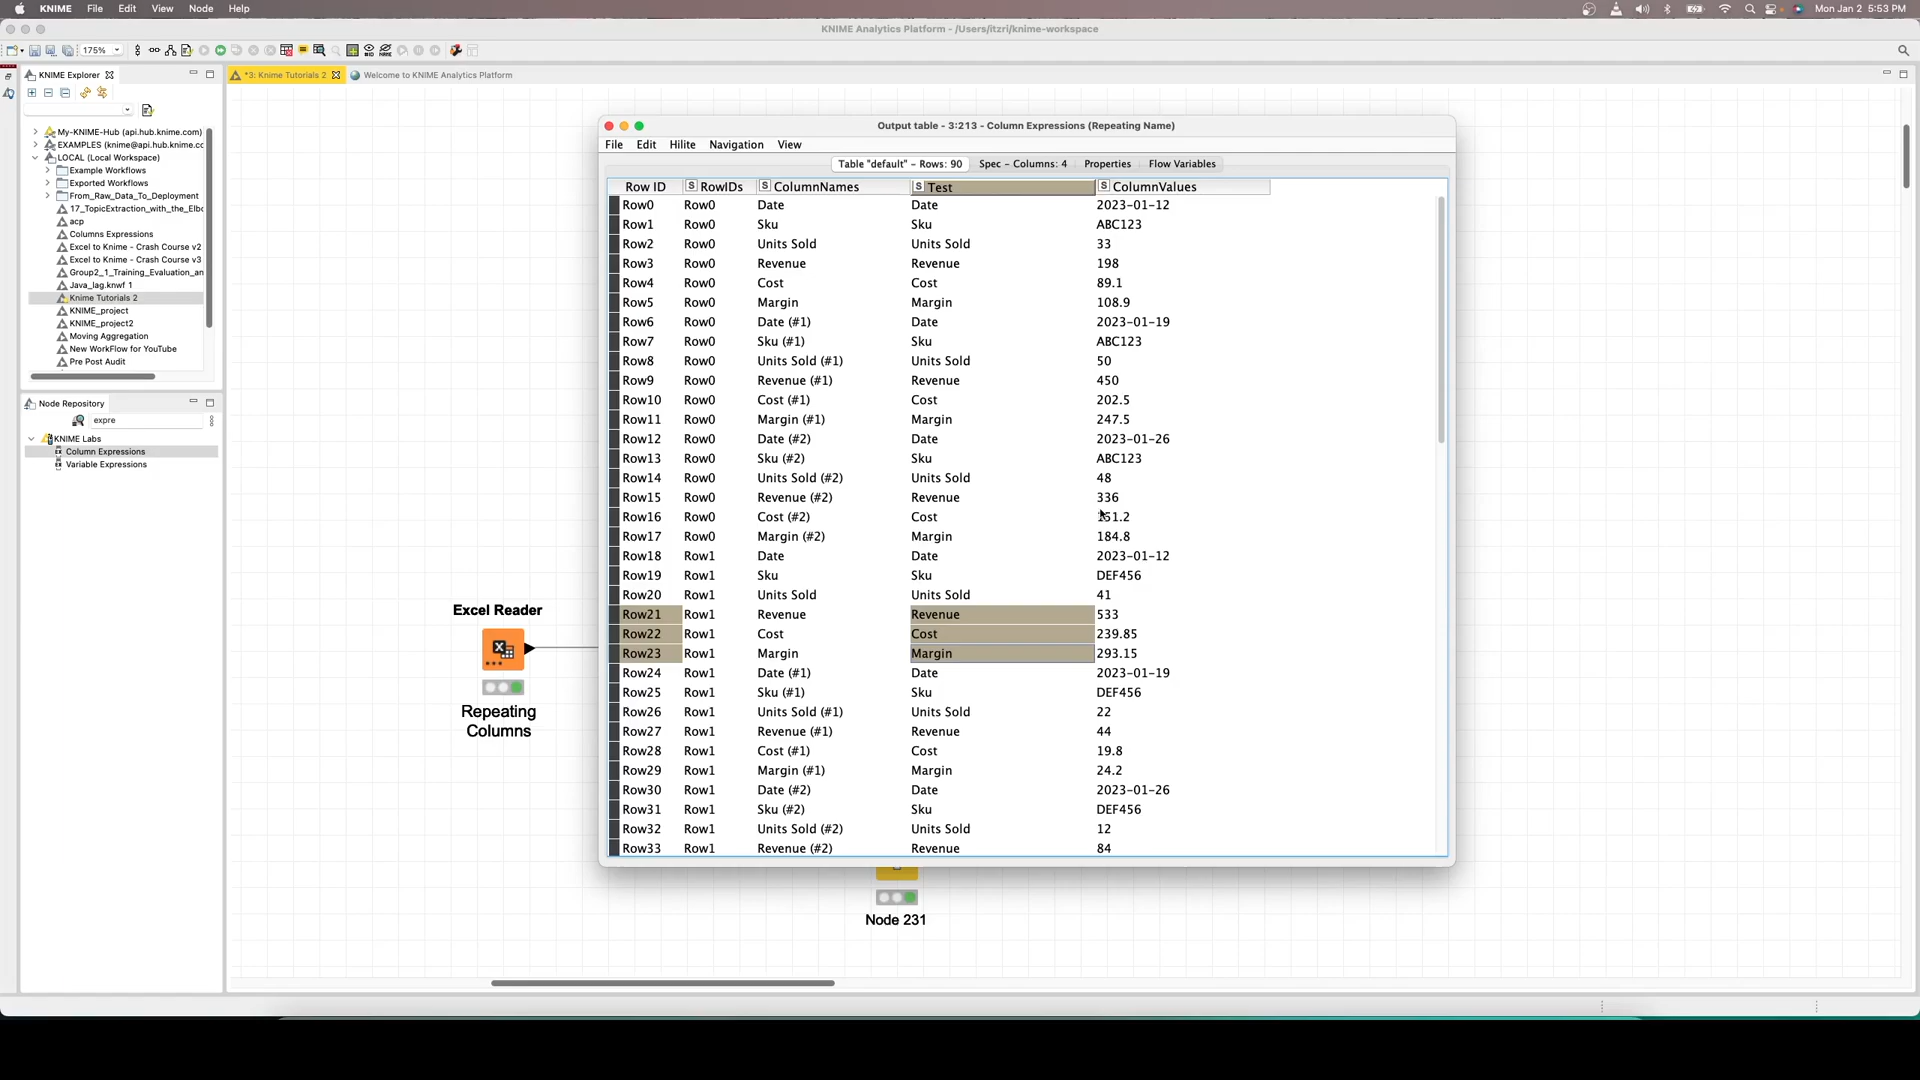 KNIME File Edit View Node Help
Mon Jan 2 5:53 PM
KNIME Analytics Platform - /Users/itzri/knime-workspace
175%
KNIME Explorer
*3: Knime Tutorials 2
Welcome to KNIME Analytics Platform
My-KNIME-Hub (api.hub.knime.com)
EXAMPLES (knime@api.hub.knime.cc
LOCAL (Local Workspace)
Example Workflows
Exported Workflows
From_Raw_Data_To_Deployment
17_TopicExtraction_with_the_Elbo
acp
Columns Expressions
Excel to Knime - Crash Course v2
Excel to Knime - Crash Course v3
Group2_1_Training_Evaluation_an
Java_lag.knwf 1
Knime Tutorials 2
KNIME_project
KNIME_project2
Moving Aggregation
New WorkFlow for YouTube
Pre Post Audit
Node Repository
expre
KNIME Labs
Column Expressions
Variable Expressions
Excel Reader
Repeating
Columns
Node 231
Output table - 3:213 - Column Expressions (Repeating Name)
File Edit Hilite Navigation View
Table "default" - Rows: 90 Spec - Columns: 4 Properties Flow Variables
Row ID S RowIDs S ColumnNames S Test S ColumnValues
Row0 Row0 Date Date 2023-01-12
Row1 Row0 Sku Sku ABC123
Row2 Row0 Units Sold Units Sold 33
Row3 Row0 Revenue Revenue 198
Row4 Row0 Cost Cost 89.1
Row5 Row0 Margin Margin 108.9
Row6 Row0 Date (#1) Date 2023-01-19
Row7 Row0 Sku (#1) Sku ABC123
Row8 Row0 Units Sold (#1) Units Sold 50
Row9 Row0 Revenue (#1) Revenue 450
Row10 Row0 Cost (#1) Cost 202.5
Row11 Row0 Margin (#1) Margin 247.5
Row12 Row0 Date (#2) Date 2023-01-26
Row13 Row0 Sku (#2) Sku ABC123
Row14 Row0 Units Sold (#2) Units Sold 48
Row15 Row0 Revenue (#2) Revenue 336
Row16 Row0 Cost (#2) Cost 151.2
Row17 Row0 Margin (#2) Margin 184.8
Row18 Row1 Date Date 2023-01-12
Row19 Row1 Sku Sku DEF456
Row20 Row1 Units Sold Units Sold 41
Row21 Row1 Revenue Revenue 533
Row22 Row1 Cost Cost 239.85
Row23 Row1 Margin Margin 293.15
Row24 Row1 Date (#1) Date 2023-01-19
Row25 Row1 Sku (#1) Sku DEF456
Row26 Row1 Units Sold (#1) Units Sold 22
Row27 Row1 Revenue (#1) Revenue 44
Row28 Row1 Cost (#1) Cost 19.8
Row29 Row1 Margin (#1) Margin 24.2
Row30 Row1 Date (#2) Date 2023-01-26
Row31 Row1 Sku (#2) Sku DEF456
Row32 Row1 Units Sold (#2) Units Sold 12
Row33 Row1 Revenue (#2) Revenue 84